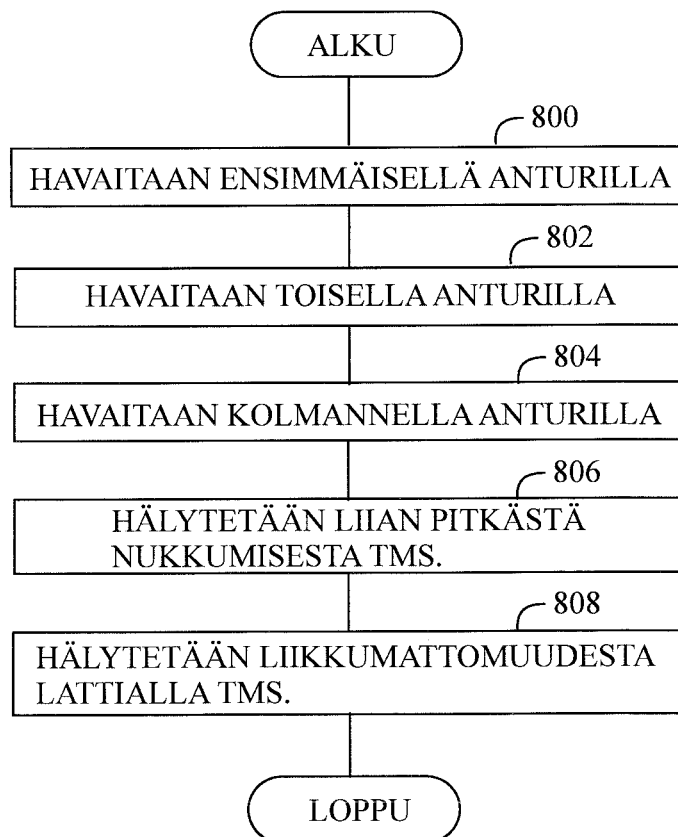 ALKU
800
HAVAITAAN ENSIMMÄISELLÄ ANTURILLA
802
HAVAITAAN TOISELLA ANTURILLA
804
HAVAITAAN KOLMANNELLA ANTURILLA
806
HÄLYTETÄÄN LIIAN PITKÄSTÄ
NUKKUMISESTA TMS.
808
HÄLYTETÄÄN LIIKKUMATTOMUUDESTA
LATTIALLA TMS.
LOPPU